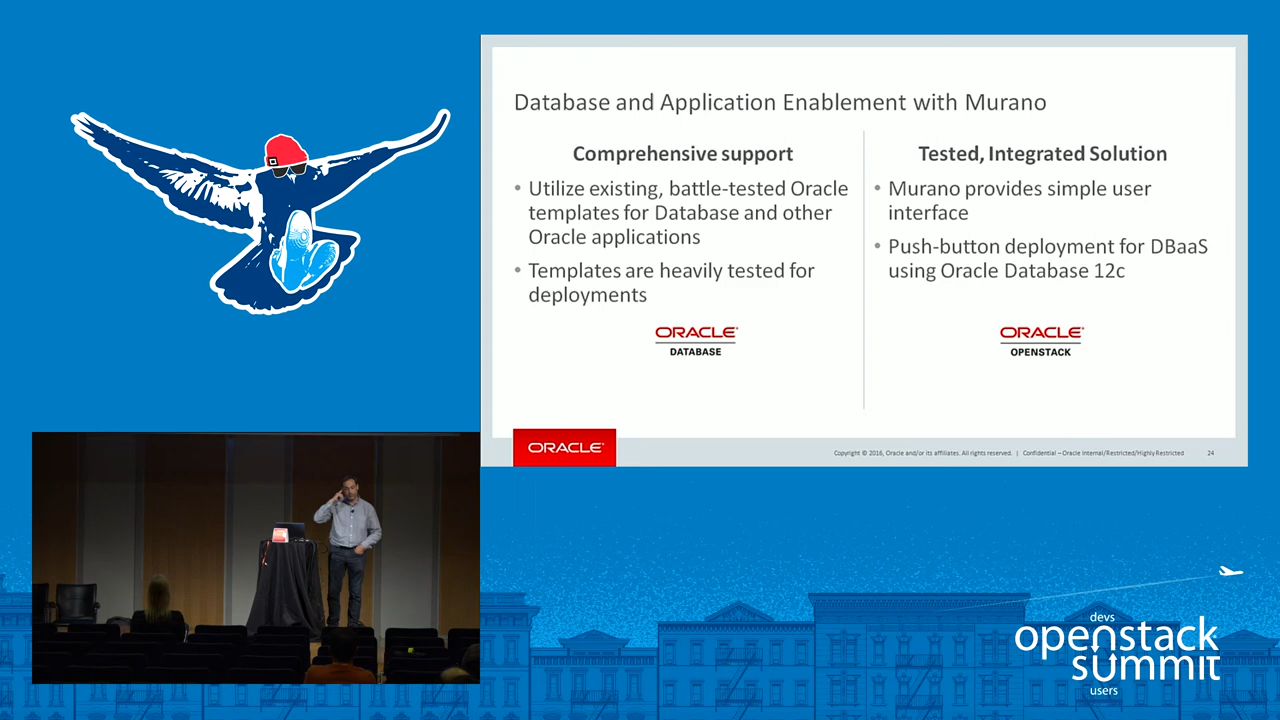 Database and Application Enablement with Murano
Comprehensive support
• Utilize existing, battle-tested Oracle
templates for Database and other
Oracle applications
• Templates are heavily tested for
deployments
ORACLE
DATABASE
Tested, Integrated Solution
• Murano provides simple user
interface
• Push-button deployment for DBaaS
using Oracle Database 12c
ORACLE
OPENSTACK
ORACLE
Copyright © 2016, Oracle and/or its affiliates. All rights reserved. | Confidential – Oracle Internal/Restricted/Highly Restricted 24
devs
openstack
summit
users